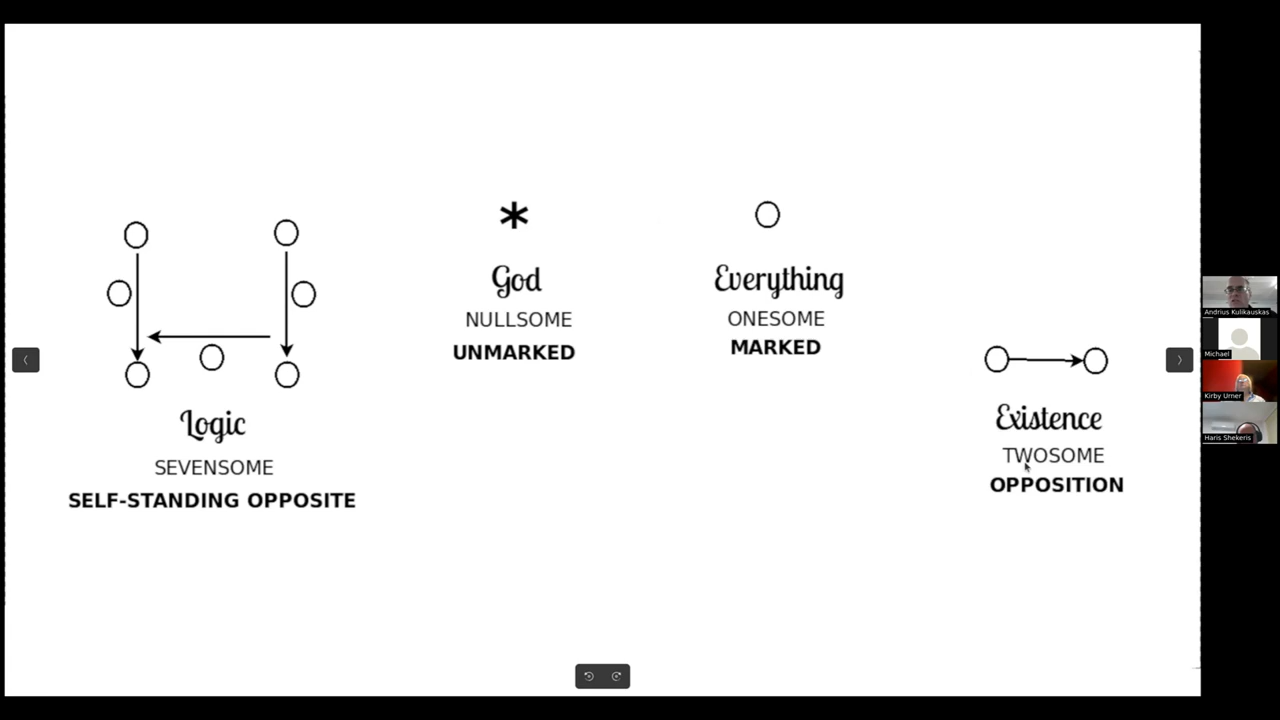 *
God
NULLSOME
UNMARKED
Everything
ONESOME
MARKED
Logic
SEVENSOME
SELF-STANDING OPPOSITE
Existence
TWOSOME
OPPOSITION
Andrius Kulikauskas
Michael
Kirby Urner
Haris Shekeris